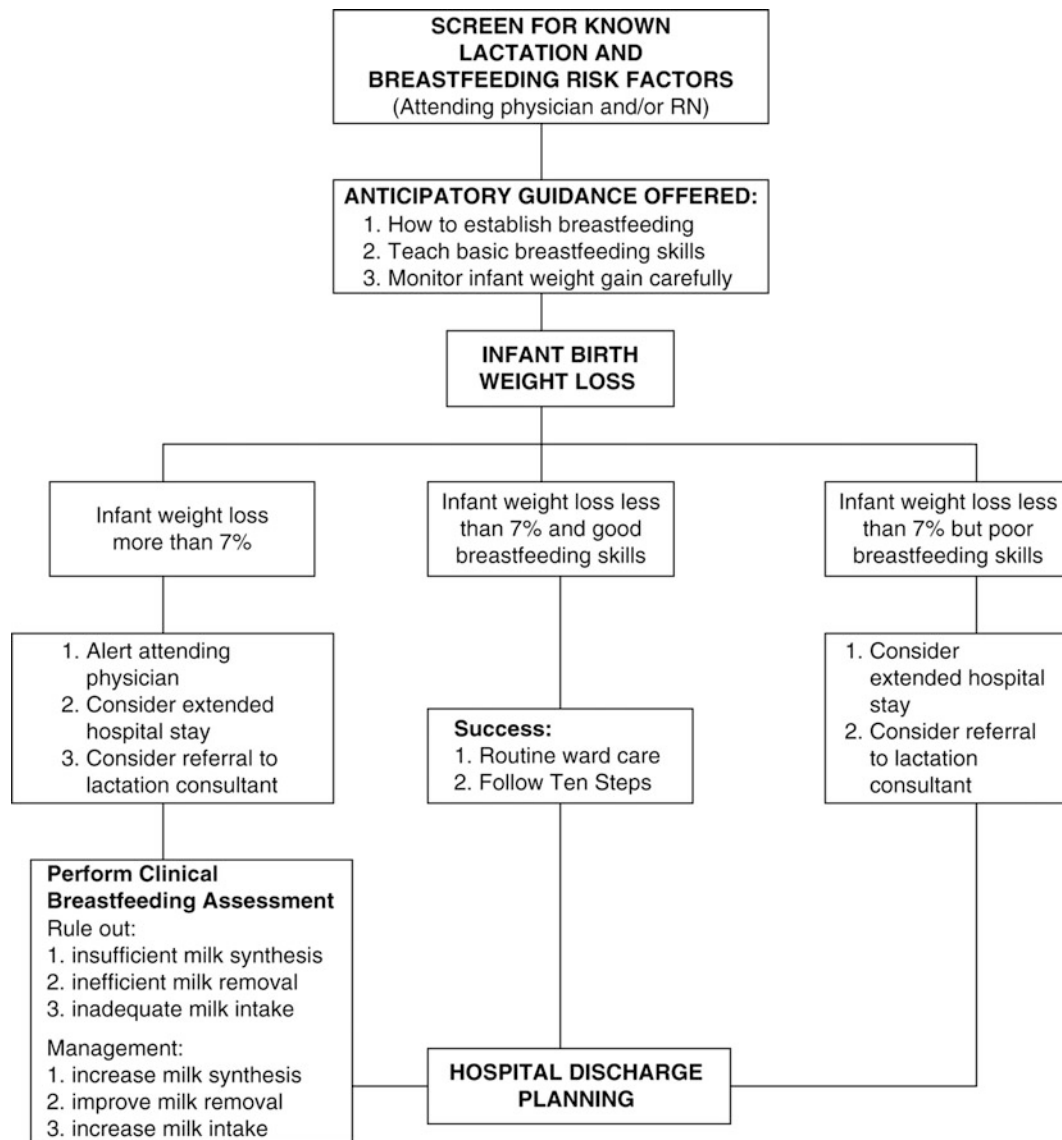 SCREEN FOR KNOWN
LACTATION AND
BREASTFEEDING RISK FACTORS
(Attending physician and/or RN)
ANTICIPATORY GUIDANCE OFFERED:
1. How to establish breastfeeding
2. Teach basic breastfeeding skills
3. Monitor infant weight gain carefully
INFANT BIRTH
WEIGHT LOSS
Infant weight loss
more than 7%
Infant weight loss less
than 7% and good
breastfeeding skills
Infant weight loss less
than 7% but poor
breastfeeding skills
1. Alert attending
physician
2. Consider extended
hospital stay
3. Consider referral to
lactation consultant
Success:
1. Routine ward care
2. Follow Ten Steps
1. Consider
extended hospital
stay
2. Consider referral
to lactation
consultant
Perform Clinical
Breastfeeding Assessment
Rule out:
1. insufficient milk synthesis
2. inefficient milk removal
3. inadequate milk intake
Management:
1. increase milk synthesis
2. improve milk removal
3. increase milk intake
HOSPITAL DISCHARGE
PLANNING